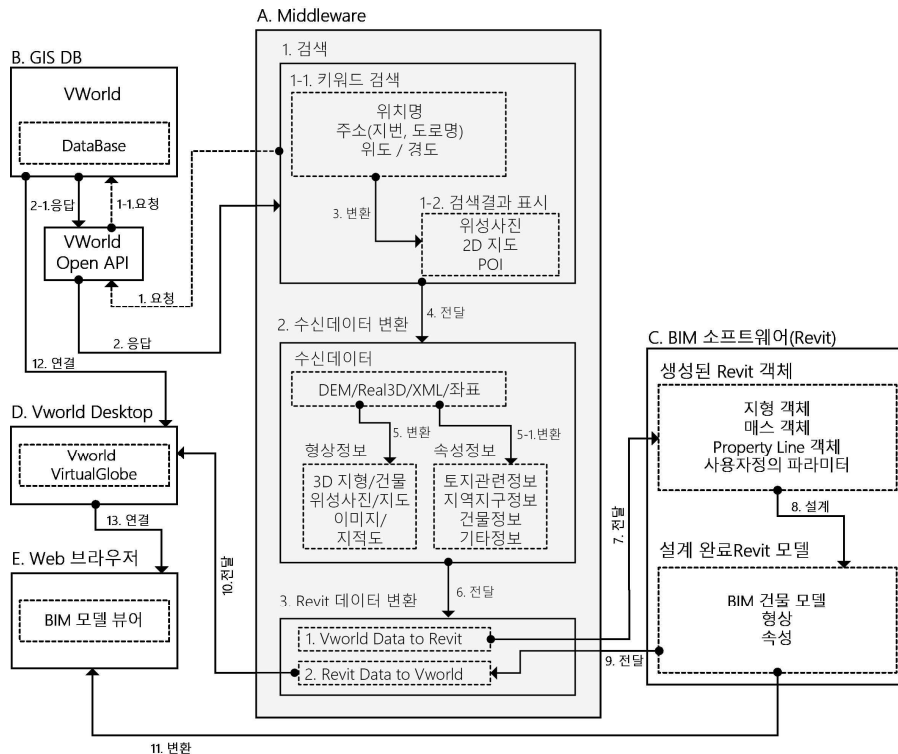 A. Middleware
1. 검색
1-1. 키워드 검색
위치명
주소(지번, 도로명)
위도 / 경도
3. 변환
1-2. 검색결과 표시
위성사진
2D 지도
POI
4. 전달
2. 수신데이터 변환
수신데이터
DEM/Real3D/XML/좌표
5. 변환
5-1.변환
형상정보
3D 지형/건물
위성사진/지도
이미지/
지적도
속성정보
토지관련정보
지역지구정보
건물정보
기타정보
6. 전달
3. Revit 데이터 변환
1. Vworld Data to Revit
2. Revit Data to Vworld
B. GIS DB
VWorld
DataBase
2-1.응답
1-1.요청
VWorld
Open API
1. 요청
2. 응답
12. 연결
D. Vworld Desktop
Vworld
VirtualGlobe
13. 연결
E. Web 브라우저
BIM 모델 뷰어
10.전달
11. 변환
7. 전달
C. BIM 소프트웨어(Revit)
생성된 Revit 객체
지형 객체
매스 객체
Property Line 객체
사용자정의 파라미터
8. 설계
설계 완료Revit 모델
BIM 건물 모델
형상
속성
9. 전달